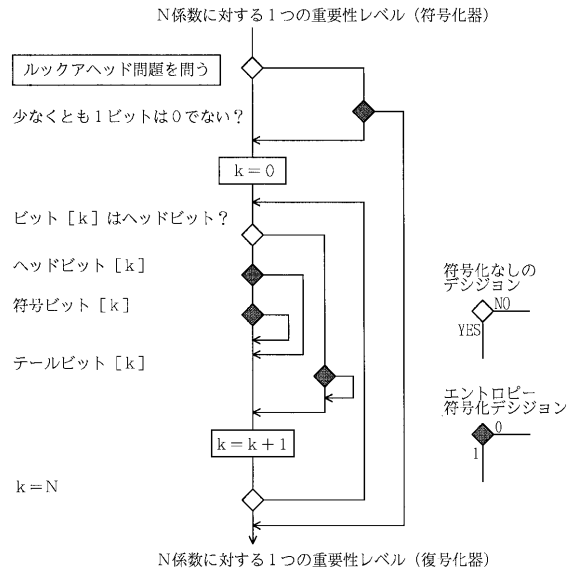 N係数に対する1つの重要性レベル（符号化器）
ルックアヘッド問題を問う
少なくとも1ビットは0でない？
k=0
ビット［k］はヘッドビット？
ヘッドビット［k］
符号ビット［k］
テールビット［k］
k=k+1
k=N
符号化なしの
デシジョン
NO
YES
エントロピー
符号化デシジョン
0
1
N係数に対する1つの重要性レベル（復号化器）